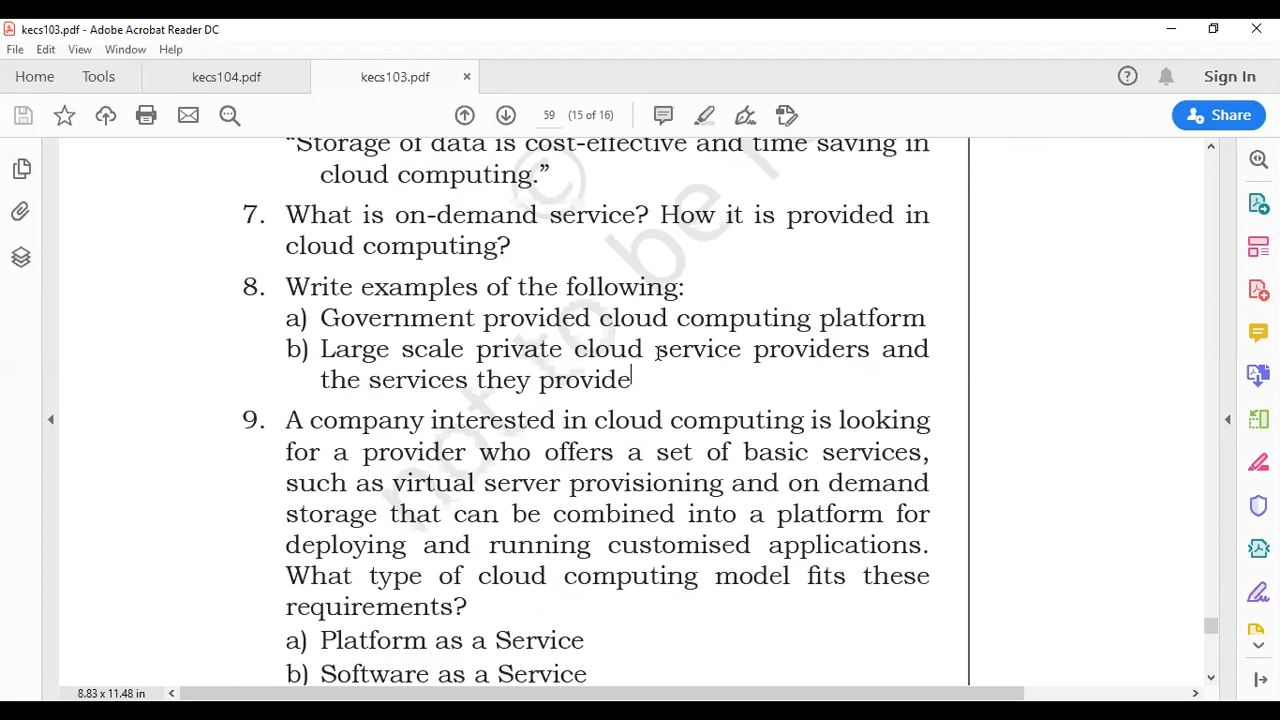 kecs103.pdf - Adobe Acrobat Reader DC
File Edit View Window Help
Home Tools kecs104.pdf kecs103.pdf × Sign In
59 (15 of 16) Share
"Storage of data is cost-effective and time saving in
cloud computing."
7. What is on-demand service? How it is provided in
cloud computing?
8. Write examples of the following:
a) Government provided cloud computing platform
b) Large scale private cloud service providers and
the services they provide
9. A company interested in cloud computing is looking
for a provider who offers a set of basic services,
such as virtual server provisioning and on demand
storage that can be combined into a platform for
deploying and running customised applications.
What type of cloud computing model fits these
requirements?
a) Platform as a Service
b) Software as a Service
8.83 x 11.48 in
© not to be r